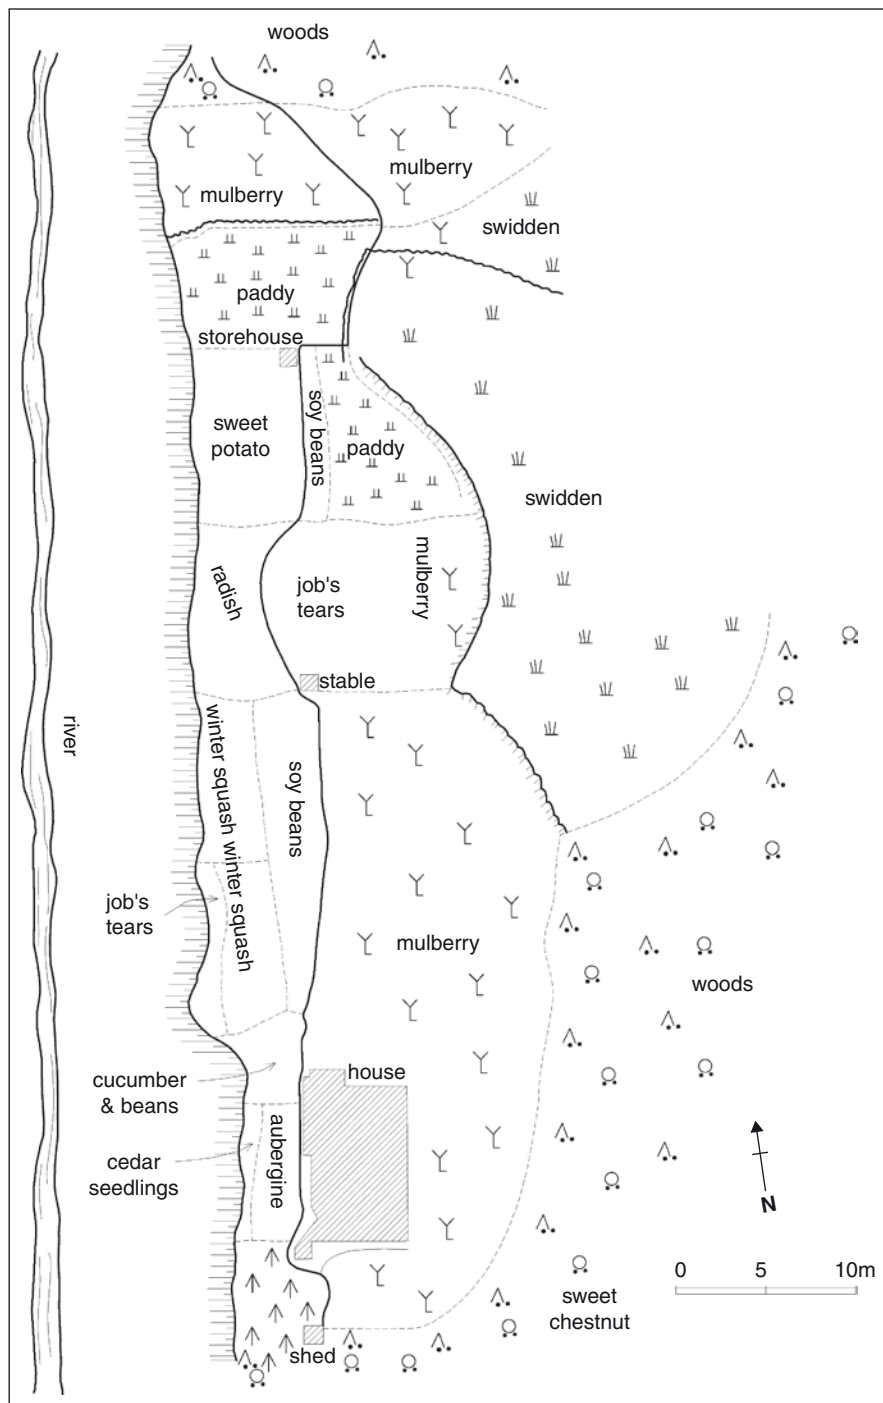 woods
mulberry
mulberry
swidden
paddy
storehouse
sweet
potato
soy beans
paddy
swidden
radish
job's
tears
mulberry
stable
river
winter squash
soy beans
winter squash
job's
tears
mulberry
woods
cucumber
& beans
house
aubergine
cedar
seedlings
N
0 5 10m
sweet
chestnut
shed